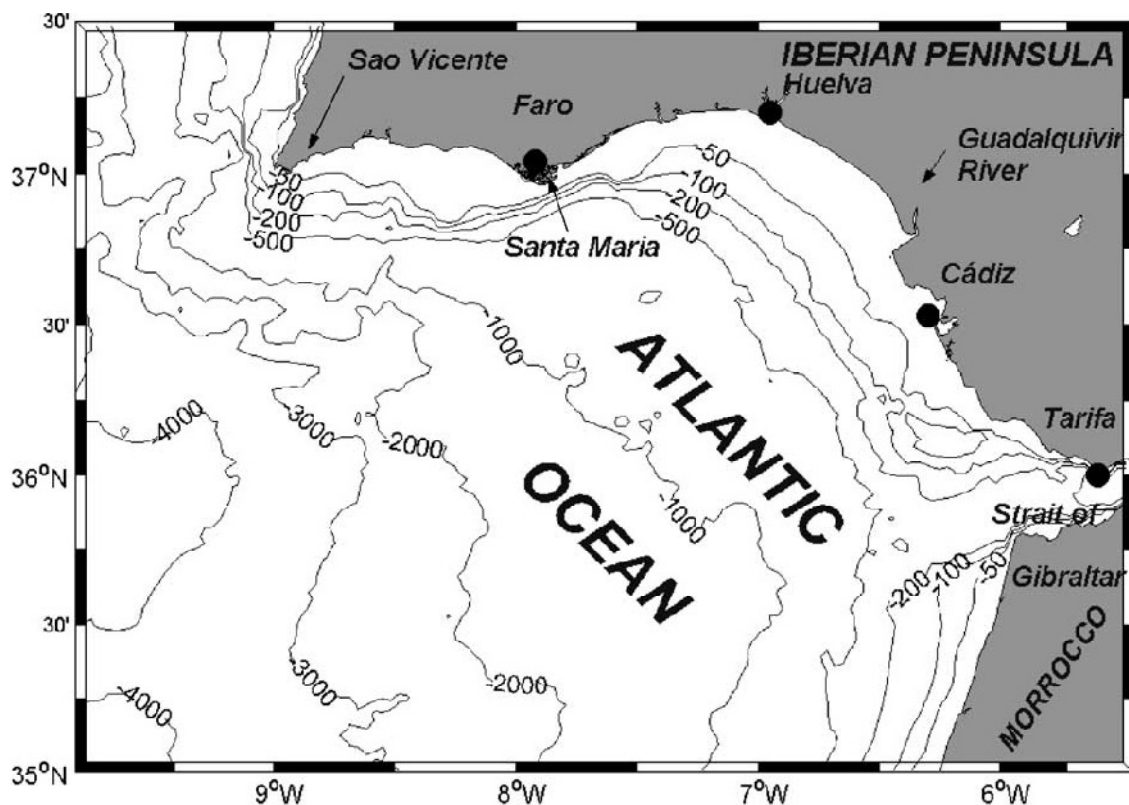 30'
Sao Vicente
IBERIAN PENINSULA
Faro
Huelva
Guadalquivir
River
37°N
-50
-100
-200
-500
-50
-100
-200
-500
Santa Maria
Cádiz
30'
-1000
ATLANTIC
OCEAN
-4000
-3000
-2000
Tarifa
36°N
-1000
Strait of
Gibraltar
-200
-100
-50
30'
MORROCCO
-4000
-3000
-2000
35°N
9°W
8°W
7°W
6°W